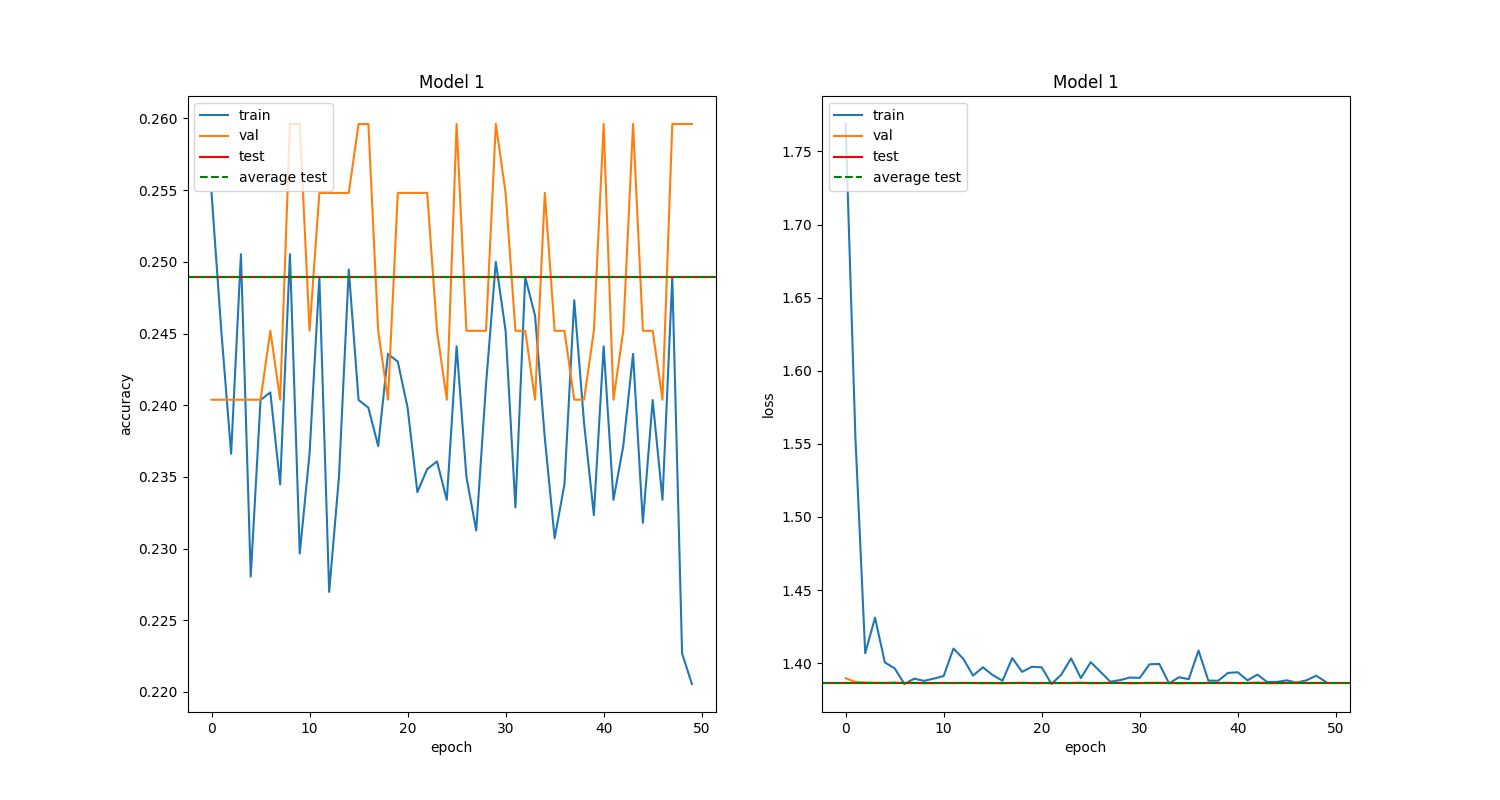 Model 1
train
val
test
average test
0.260
0.255
0.250
0.245
0.240
0.235
0.230
0.225
0.220
accuracy
0
10
20
30
40
50
epoch
Model 1
train
val
test
average test
1.75
1.70
1.65
1.60
1.55
1.50
1.45
1.40
loss
0
10
20
30
40
50
epoch